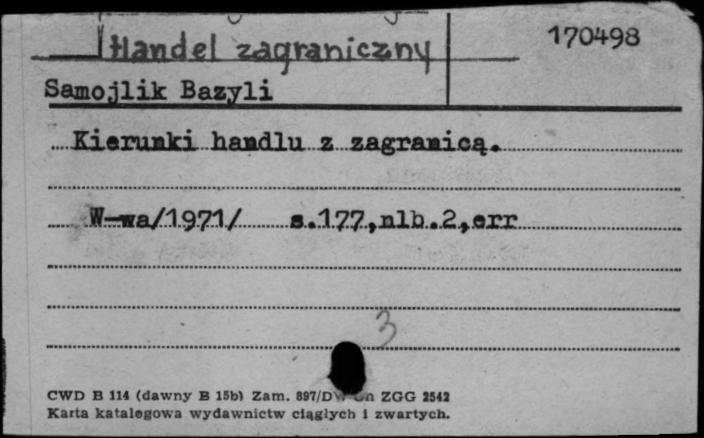 Handel zagraniczny
170498
Samojlik Bazyli
Kierunki handlu z zagranicą.
W-wa/1971/ s.177,nlb.2,err
3
CWD B 114 (dawny B 15b) Zam. 897/D ZGG 2542
Karta katalogowa wydawnictw ciągłych i zwartych.